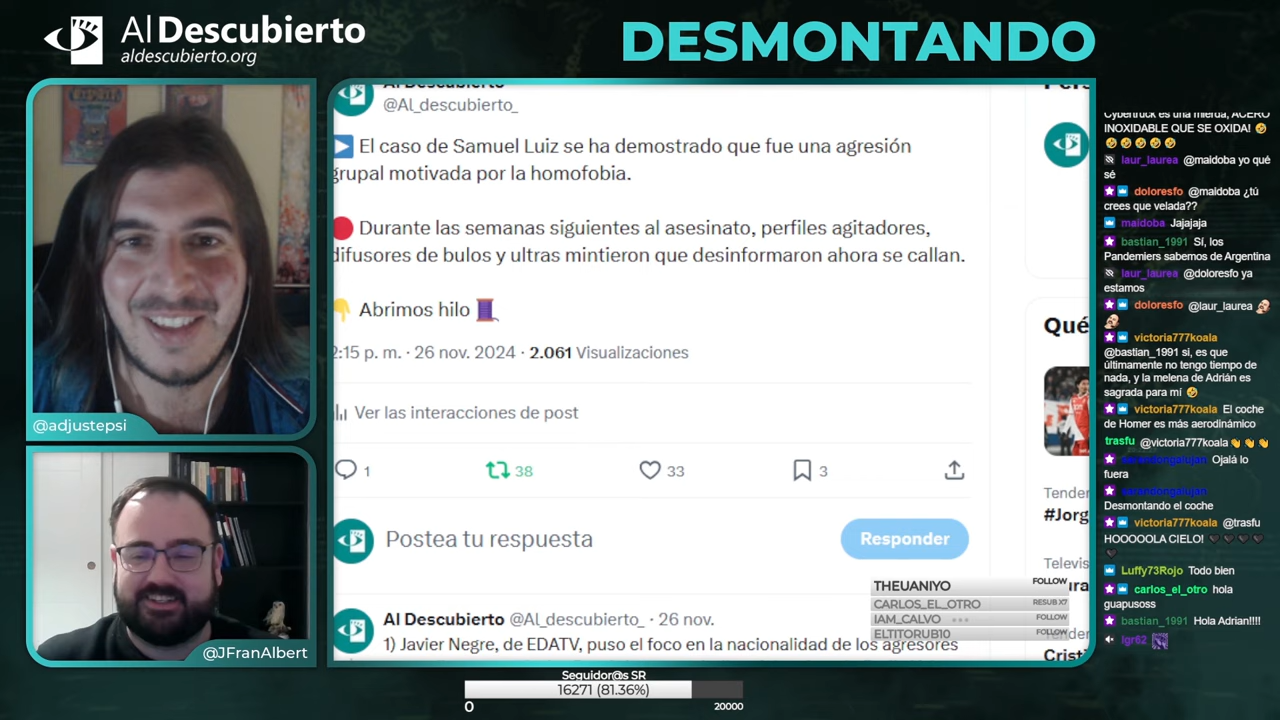 Al Descubierto
aldescubierto.org
DESMONTANDO
@adjustepsi
@JFranAlbert
Al Descubierto
@Al_descubierto_
El caso de Samuel Luiz se ha demostrado que fue una agresión
grupal motivada por la homofobia.
Durante las semanas siguientes al asesinato, perfiles agitadores,
difusores de bulos y ultras mintieron que desinformaron ahora se callan.
Abrimos hilo
2:15 p. m. · 26 nov. 2024 · 2.061 Visualizaciones
Ver las interacciones de post
1
38
33
3
Postea tu respuesta
Responder
Al Descubierto @Al_descubierto_ · 26 nov.
1) Javier Negre, de EDATV, puso el foco en la nacionalidad de los agresores
Qué
Tenden
#Jorg
Televis
Cristi
THEUANIYO FOLLOW
CARLOS_EL_OTRO RESUB X7
IAM_CALVO FOLLOW
ELTITORUB10 FOLLOW
Seguidor@s SR
16271 (81.36%)
0
20000
Cybertruck es una mierda, ACERO
INOXIDABLE QUE SE OXIDA!
laur_laurea @maldoba yo qué
sé
doloresfo @maldoba ¿tú
crees que velada??
maldoba Jajajaja
bastian_1991 Sí, los
Pandemiers sabemos de Argentina
laur_laurea @doloresfo ya
estamos
doloresfo @laur_laurea
victoria777koala
@bastian_1991 si, es que
últimamente no tengo tiempo de
nada, y la melena de Adrián es
sagrada para mí
victoria777koala El coche
de Homer es más aerodinámico
trasfu @victoria777koala
Ojalá lo
fuera
Desmontando el coche
victoria777koala @trasfu
HOOOOOLA CIELO!
Luffy73Rojo Todo bien
carlos_el_otro hola
guapusoss
bastian_1991 Hola Adrian!!!!
igr62